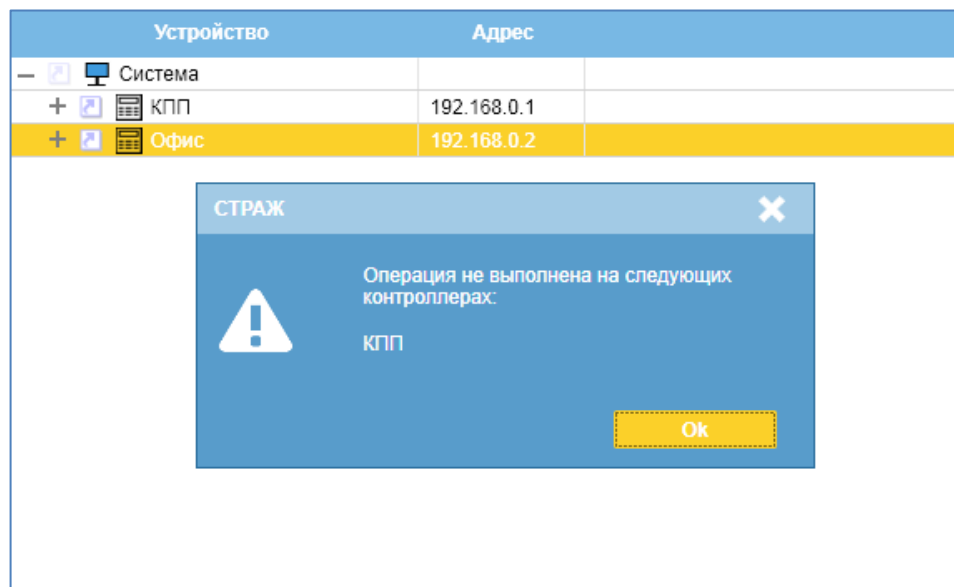 Устройство Адрес
Система
КПП 192.168.0.1
Офис 192.168.0.2
СТРАЖ
Операция не выполнена на следующих
контроллерах:
КПП
Ok